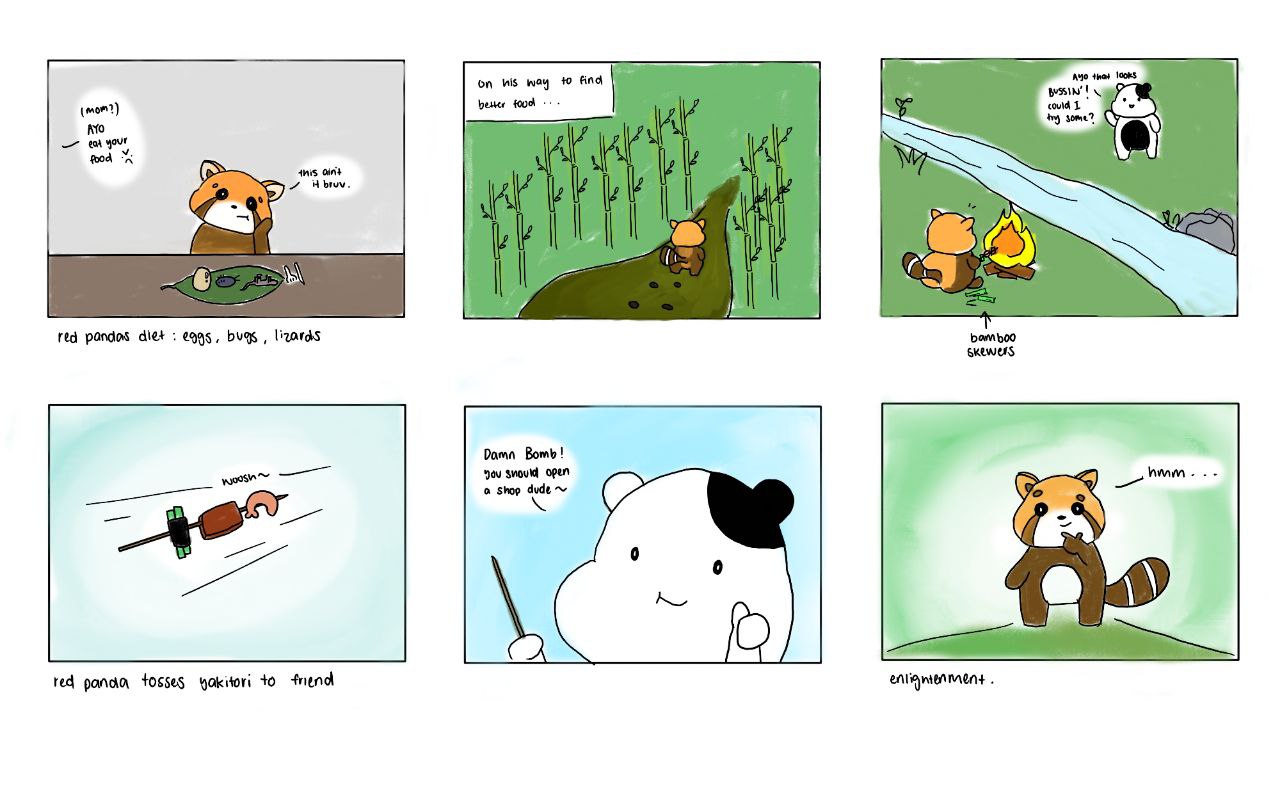 (mom?)
AYO
eat your
food
this ain't
it bruv.
red pandas diet : eggs, bugs, lizards
on his way to find
better food ...
Ayo that looks
BUSSIN'!
could I
try some?
bamboo
skewers
woosh~
red panda tosses yakitori to friend
Damn Bomb!
you should open
a shop dude~
hmm...
enlightenment.